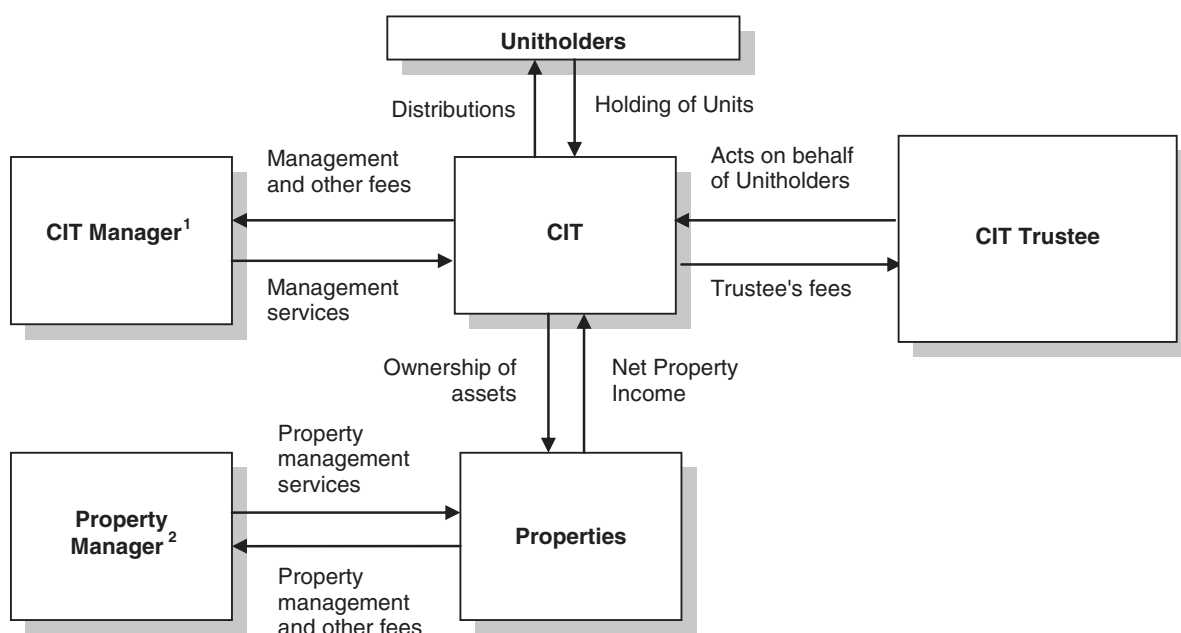 Unitholders
Distributions
Holding of Units
Management
and other fees
Acts on behalf
of Unitholders
CIT Manager1
CIT
CIT Trustee
Management
services
Trustee's fees
Ownership of
assets
Net Property
Income
Property
management
services
Property
Manager 2
Properties
Property
management
and other fees